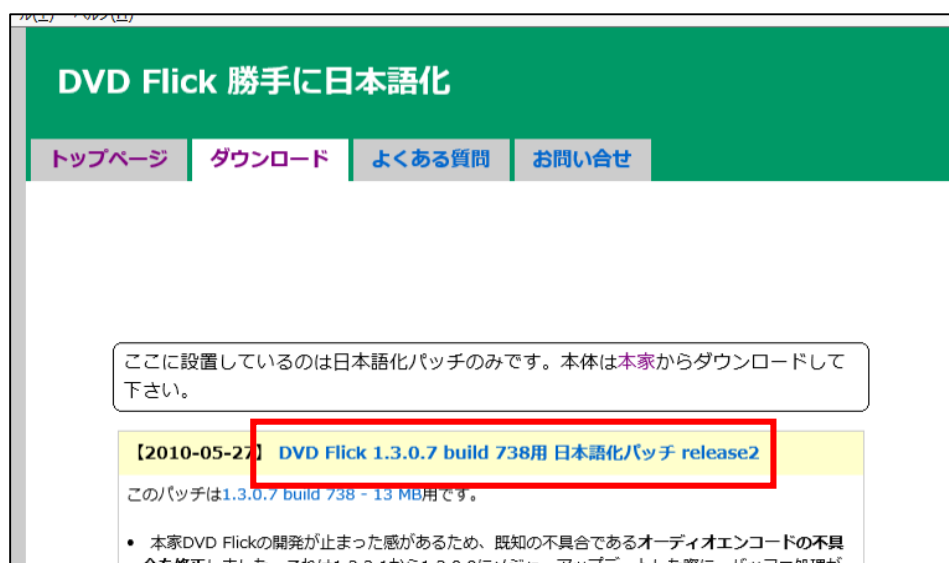 DVD Flick 勝手に日本語化
トップページ ダウンロード よくある質問 お問い合せ
ここに設置しているのは日本語化パッチのみです。本体は本家からダウンロードして
下さい。
【2010-05-27】 DVD Flick 1.3.0.7 build 738用 日本語化パッチ release2
このパッチは1.3.0.7 build 738 - 13 MB用です。
• 本家DVD Flickの開発が止まった感があるため、既知の不具合であるオーディオエンコードの不具